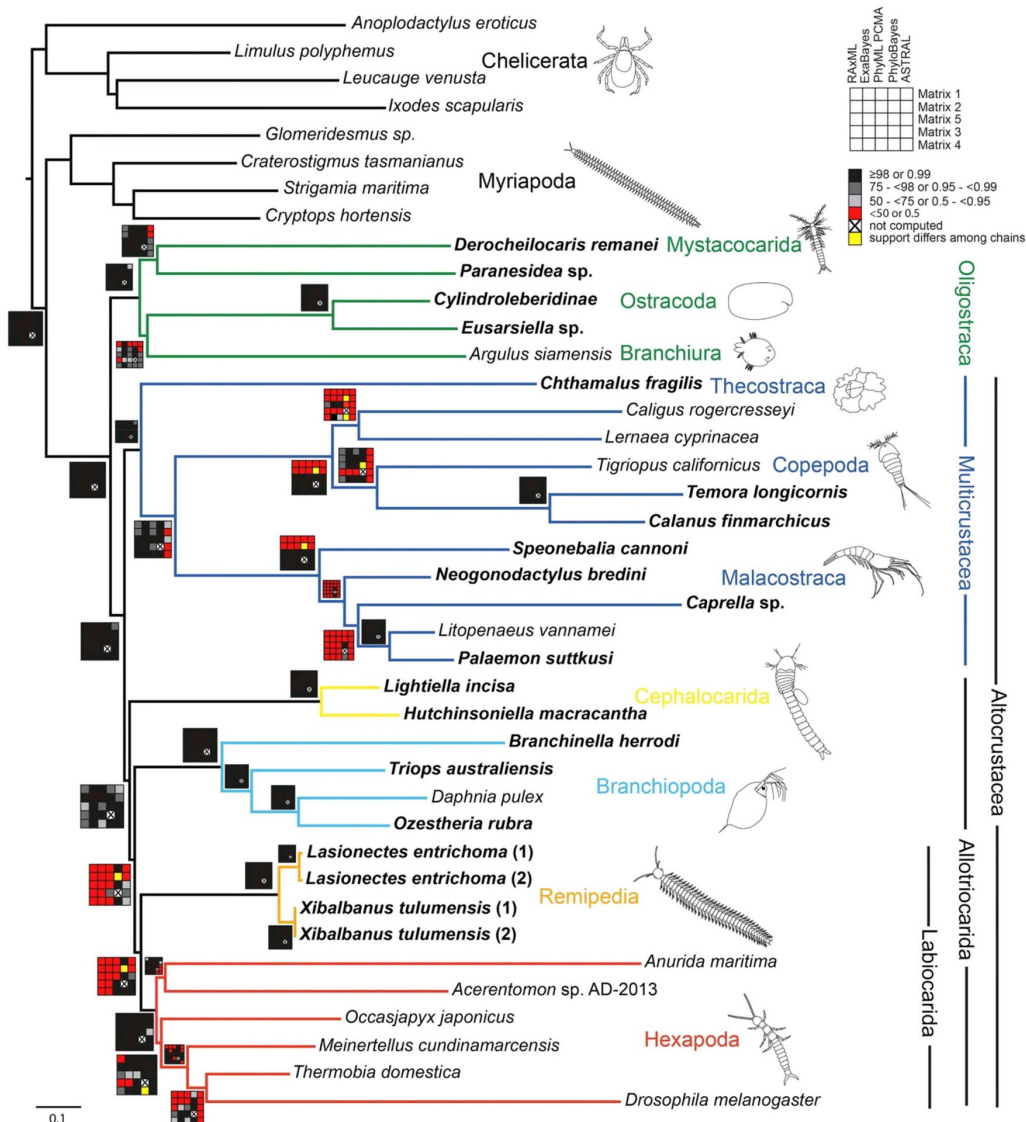 Anoplodactylus eroticus
Limulus polyphemus
Chelicerata
Leucauge venusta
Ixodes scapularis
RAxML
ExaBayes
PhyML PCMA
PhyloBayes
ASTRAL
Matrix 1
Matrix 2
Matrix 5
Matrix 3
Matrix 4
≥98 or 0.99
75 - <98 or 0.95 - <0.99
50 - <75 or 0.5 - <0.95
<50 or 0.5
not computed
support differs among chains
Glomeridesmus sp.
Craterostigmus tasmanianus
Myriapoda
Strigamia maritima
Cryptops hortensis
Derocheilocaris remanei
Mystacocarida
Paranesidea sp.
Cylindroleberidinae
Ostracoda
Eusarsiella sp.
Argulus siamensis
Branchiura
Oligostraca
Chthamalus fragilis
Thecostraca
Caligus rogercresseyi
Lernaea cyprinacea
Tigriopus californicus
Copepoda
Temora longicornis
Calanus finmarchicus
Multicrustacea
Speonebalia cannoni
Neogonodactylus bredini
Malacostraca
Caprella sp.
Litopenaeus vannamei
Palaemon suttkusi
Lightiella incisa
Cephalocarida
Hutchinsoniella macracantha
Altocrustacea
Branchinella herrodi
Triops australiensis
Branchiopoda
Daphnia pulex
Ozestheria rubra
Allotriocarida
Lasionectes entrichoma (1)
Lasionectes entrichoma (2)
Remipedia
Xibalbanus tulumensis (1)
Xibalbanus tulumensis (2)
Labiocarida
Anurida maritima
Acerentomon sp. AD-2013
Occasjapyx japonicus
Hexapoda
Meinertellus cundinamarcensis
Thermobia domestica
Drosophila melanogaster
0.1